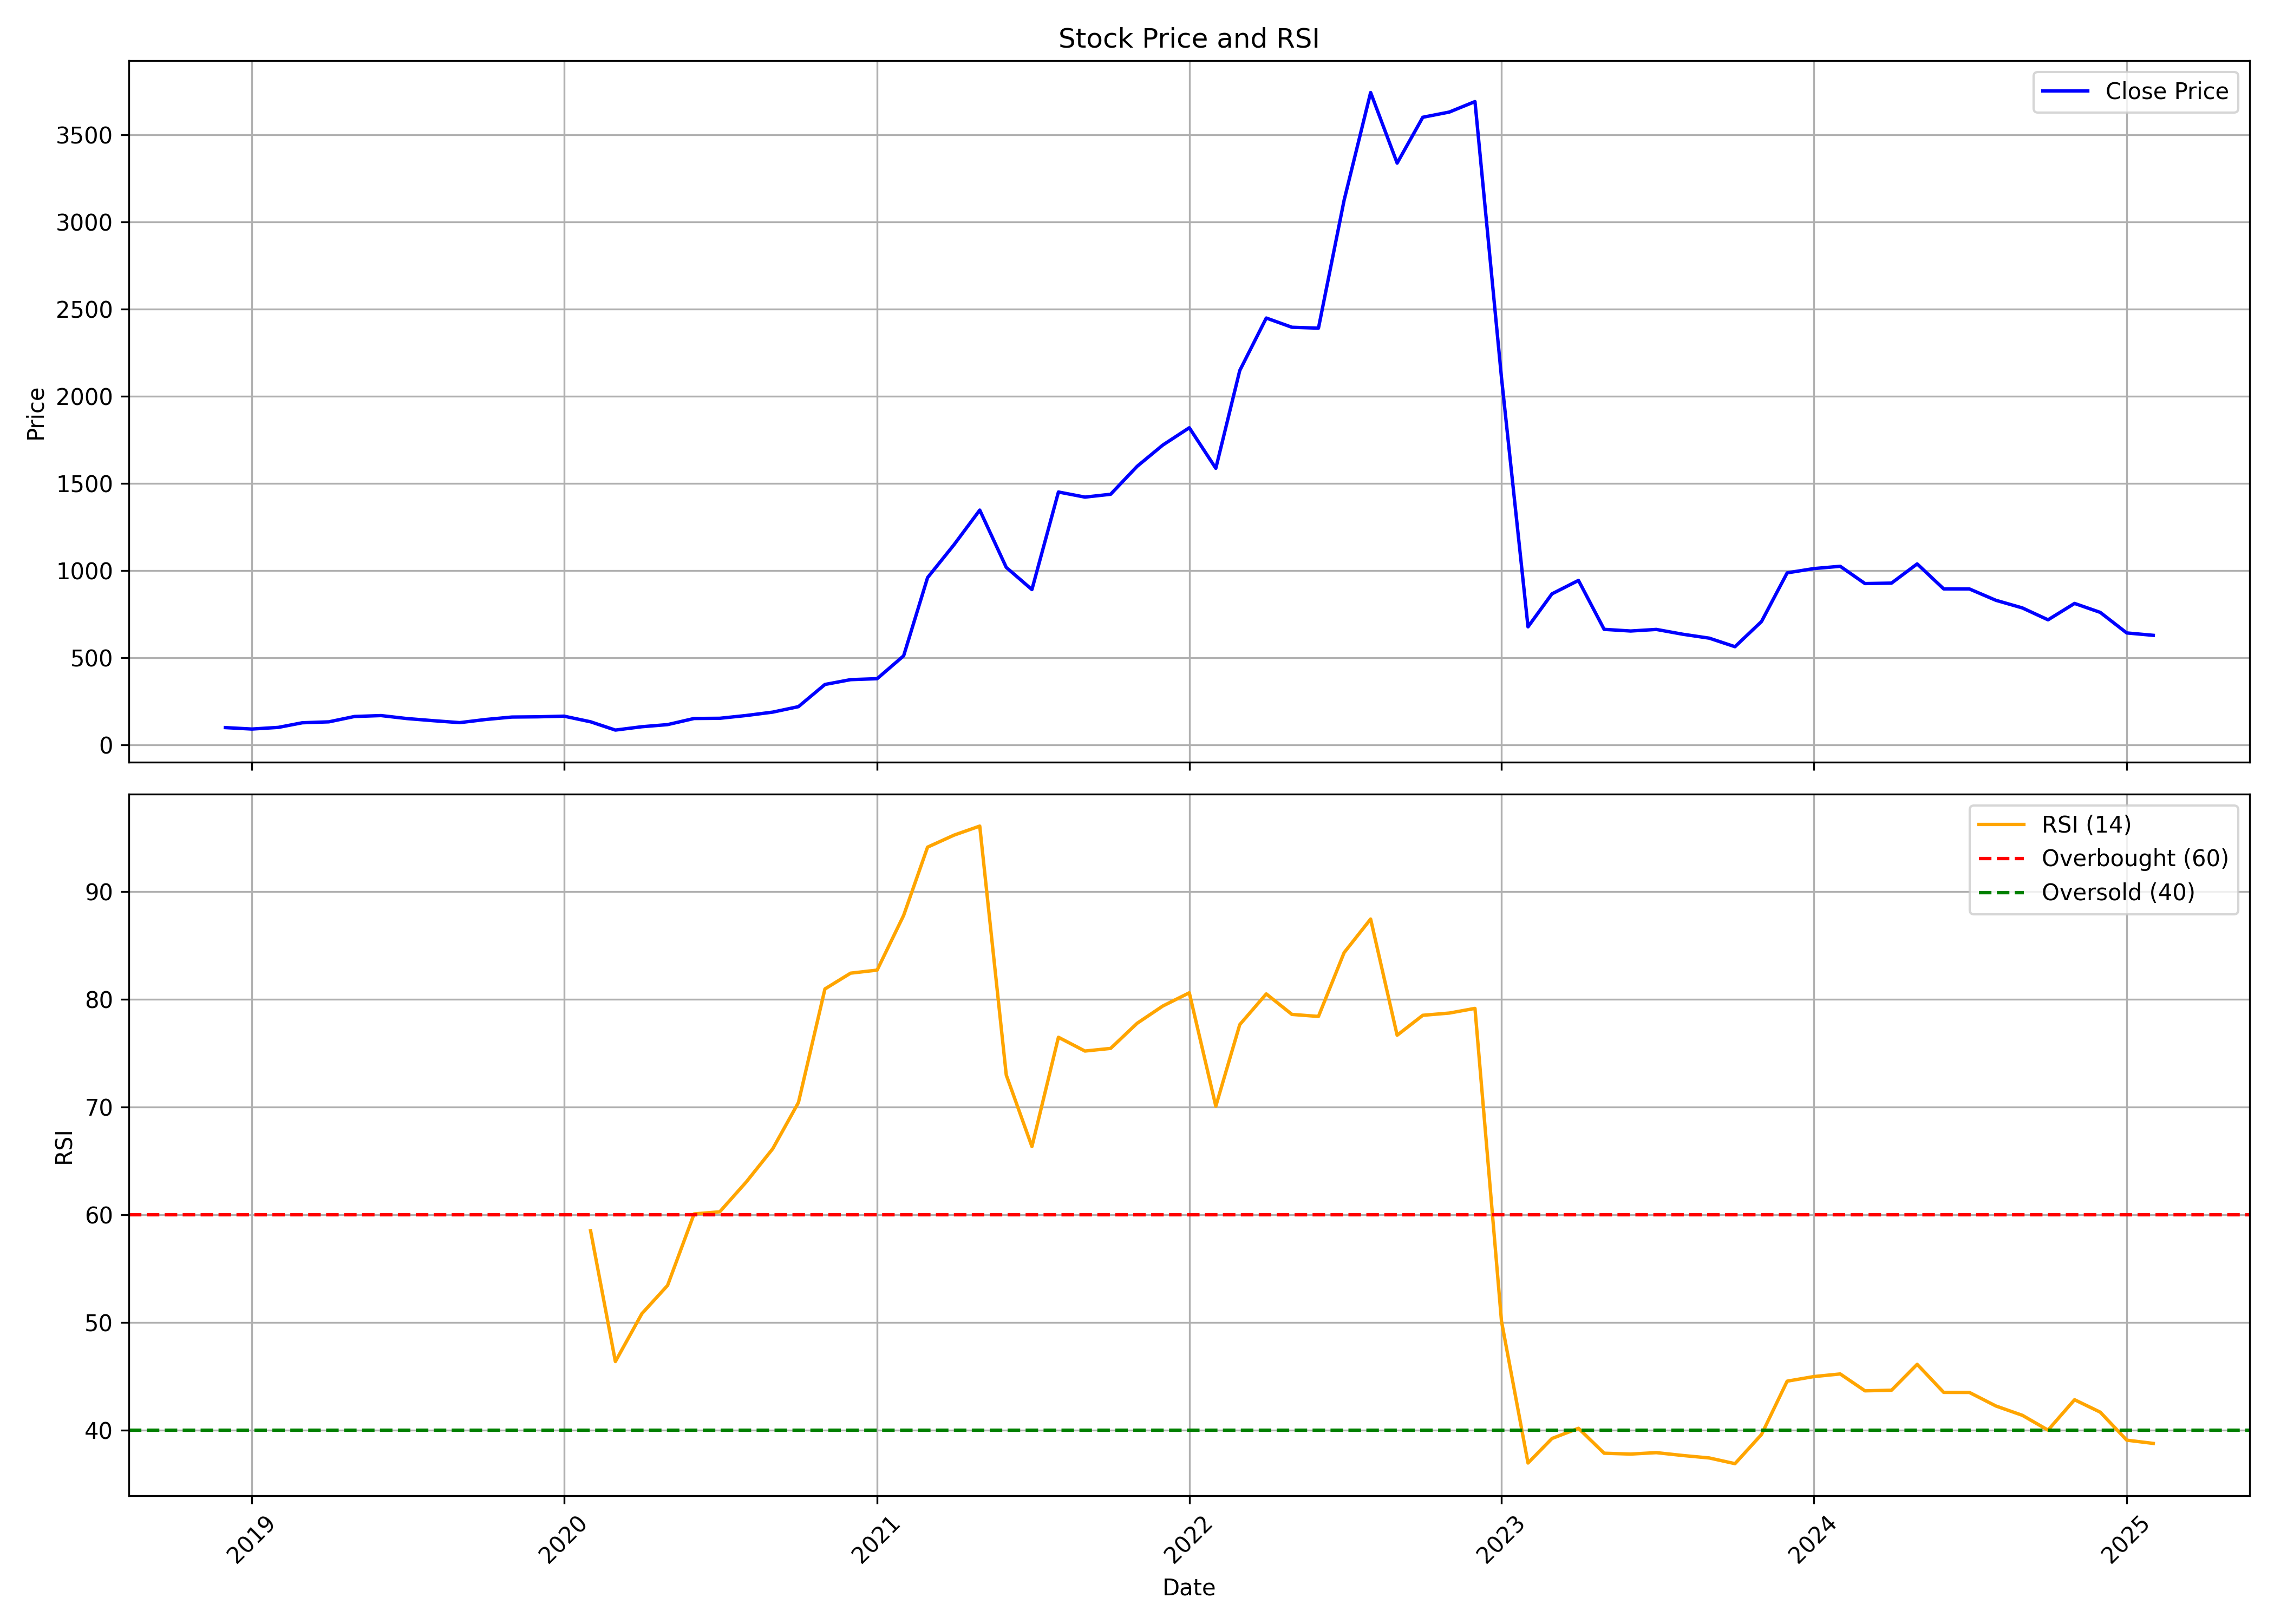 Stock Price and RSI
Close Price
3500
3000
2500
2000
1500
1000
500
0
Price
RSI (14)
Overbought (60)
Oversold (40)
90
80
70
60
50
40
RSI
2019
2020
2021
2022
2023
2024
2025
Date